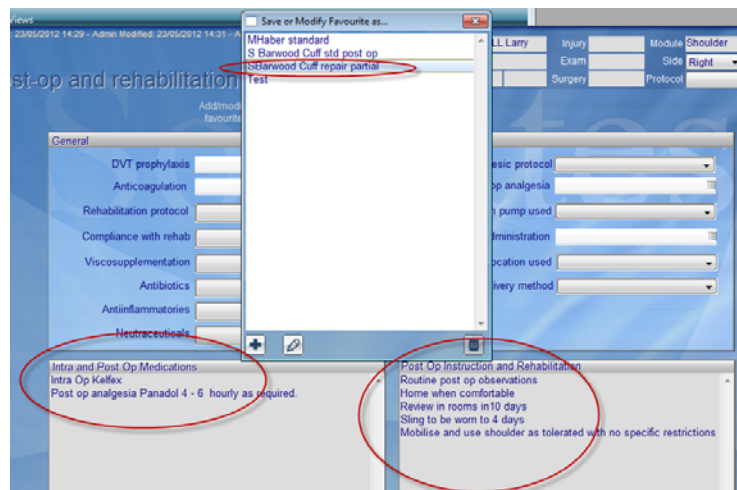 Views
23/05/2012 14:29 - Admin Modified: 23/05/2012 14:31 - A
Save or Modify Favourite as...
MHaber standard
S Barwood Cuff std post op
SBarwood Cuff repair partial
Test
LL Larry
Injury
Module Shoulder
Exam
Side Right
Surgery
Protocol
st-op and rehabilitation
Add/modi
favourite
General
DVT prophylaxis
Anticoagulation
Rehabilitation protocol
Compliance with rehab
Viscosupplementation
Antibiotics
Antiinflammatories
Neutraceuticals
esic protocol
op analgesia
n pump used
dministration
ocation used
ivery method
Intra and Post Op Medications
Intra Op Kelfex
Post op analgesia Panadol 4 - 6 hourly as required.
Post Op Instruction and Rehabilitation
Routine post op observations
Home when comfortable
Review in rooms in10 days
Sling to be worn to 4 days
Mobilise and use shoulder as tolerated with no specific restrictions